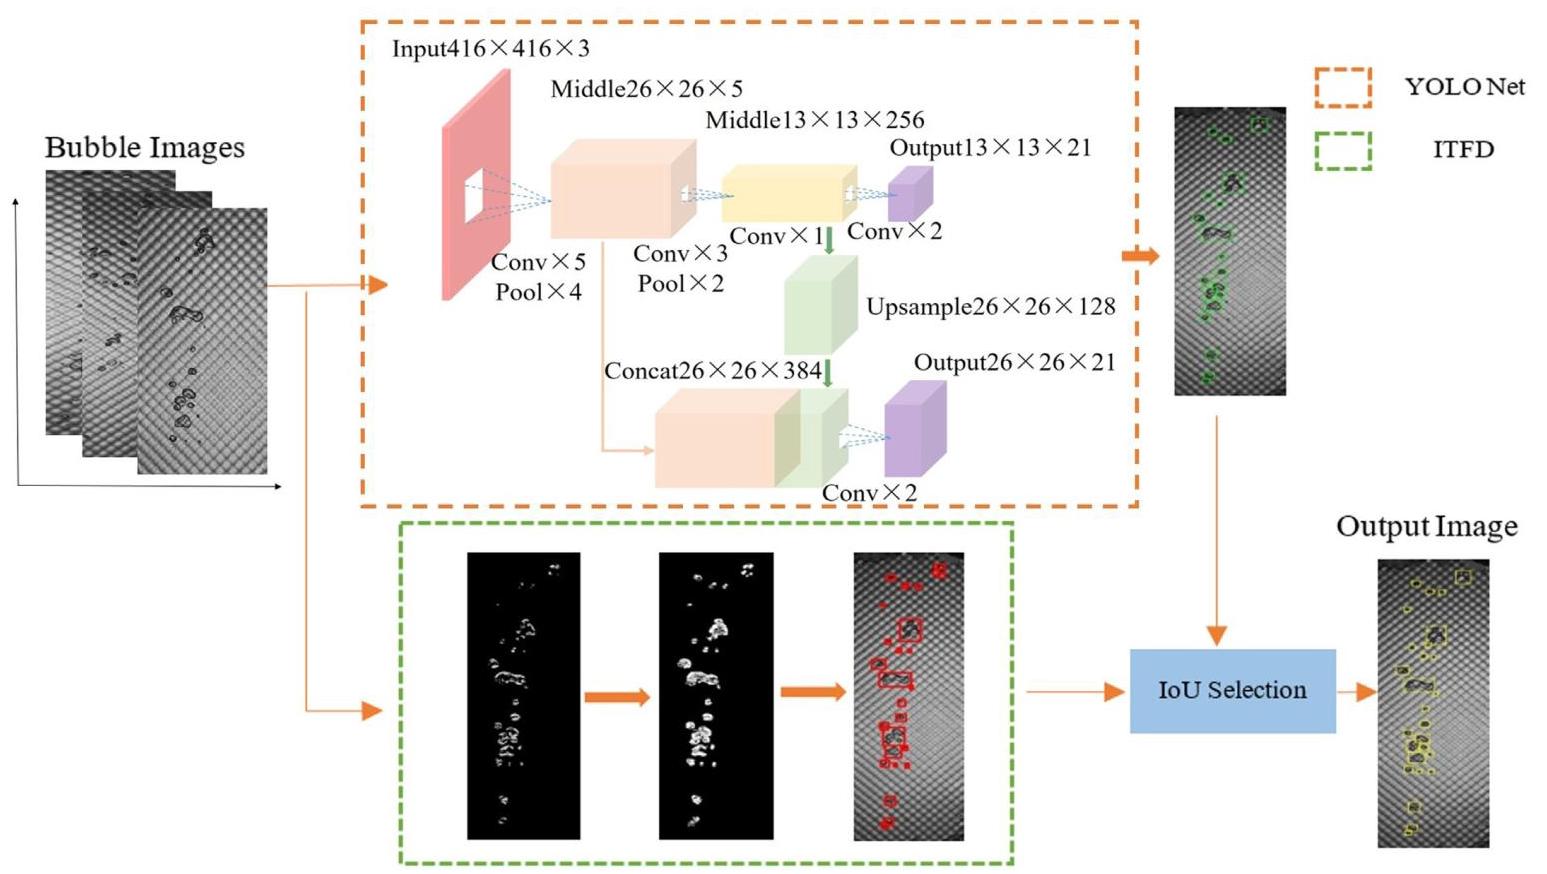 Bubble Images
Input416×416×3
Middle26×26×5
Middle13×13×256
Output13×13×21
Conv×5
Pool×4
Conv×3
Pool×2
Conv×1
Conv×2
Upsample26×26×128
Concat26×26×384
Output26×26×21
Conv×2
YOLO Net
ITFD
IoU Selection
Output Image